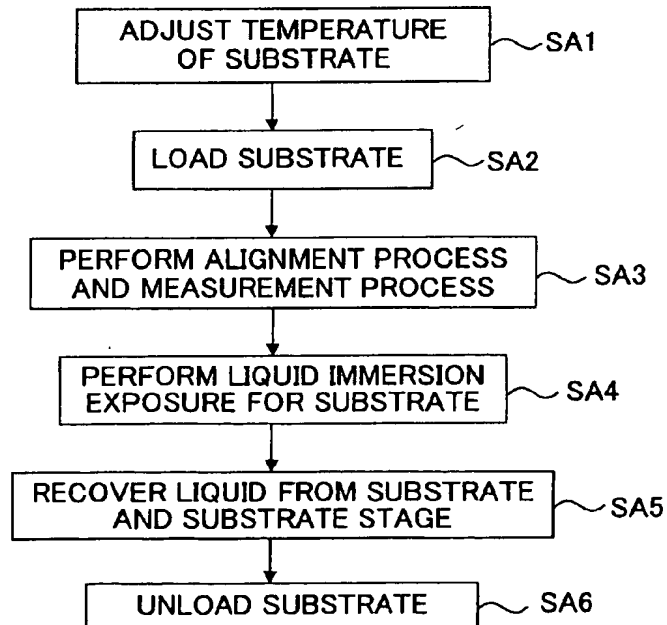 ADJUST TEMPERATURE
OF SUBSTRATE
SA1
LOAD SUBSTRATE
SA2
PERFORM ALIGNMENT PROCESS
AND MEASUREMENT PROCESS
SA3
PERFORM LIQUID IMMERSION
EXPOSURE FOR SUBSTRATE
SA4
RECOVER LIQUID FROM SUBSTRATE
AND SUBSTRATE STAGE
SA5
UNLOAD SUBSTRATE
SA6